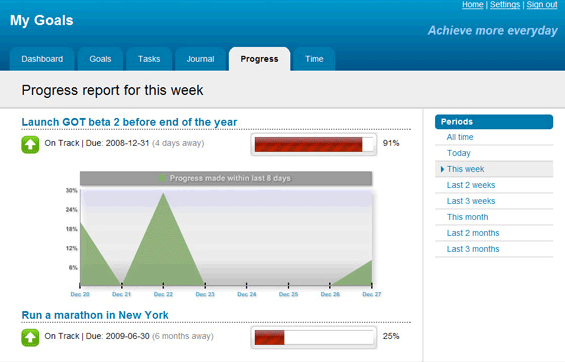 Home | Settings | Sign out
My Goals
Achieve more everyday
Dashboard Goals Tasks Journal Progress Time
Progress report for this week
Launch GOT beta 2 before end of the year
On Track | Due: 2008-12-31 (4 days away) 91%
Progress made within last 8 days
30%
24%
18%
12%
6%
Dec 20 Dec 21 Dec 22 Dec 23 Dec 24 Dec 25 Dec 26 Dec 27
Run a marathon in New York
On Track | Due: 2009-06-30 (6 months away) 25%
Periods
All time
Today
This week
Last 2 weeks
Last 3 weeks
This month
Last 2 months
Last 3 months